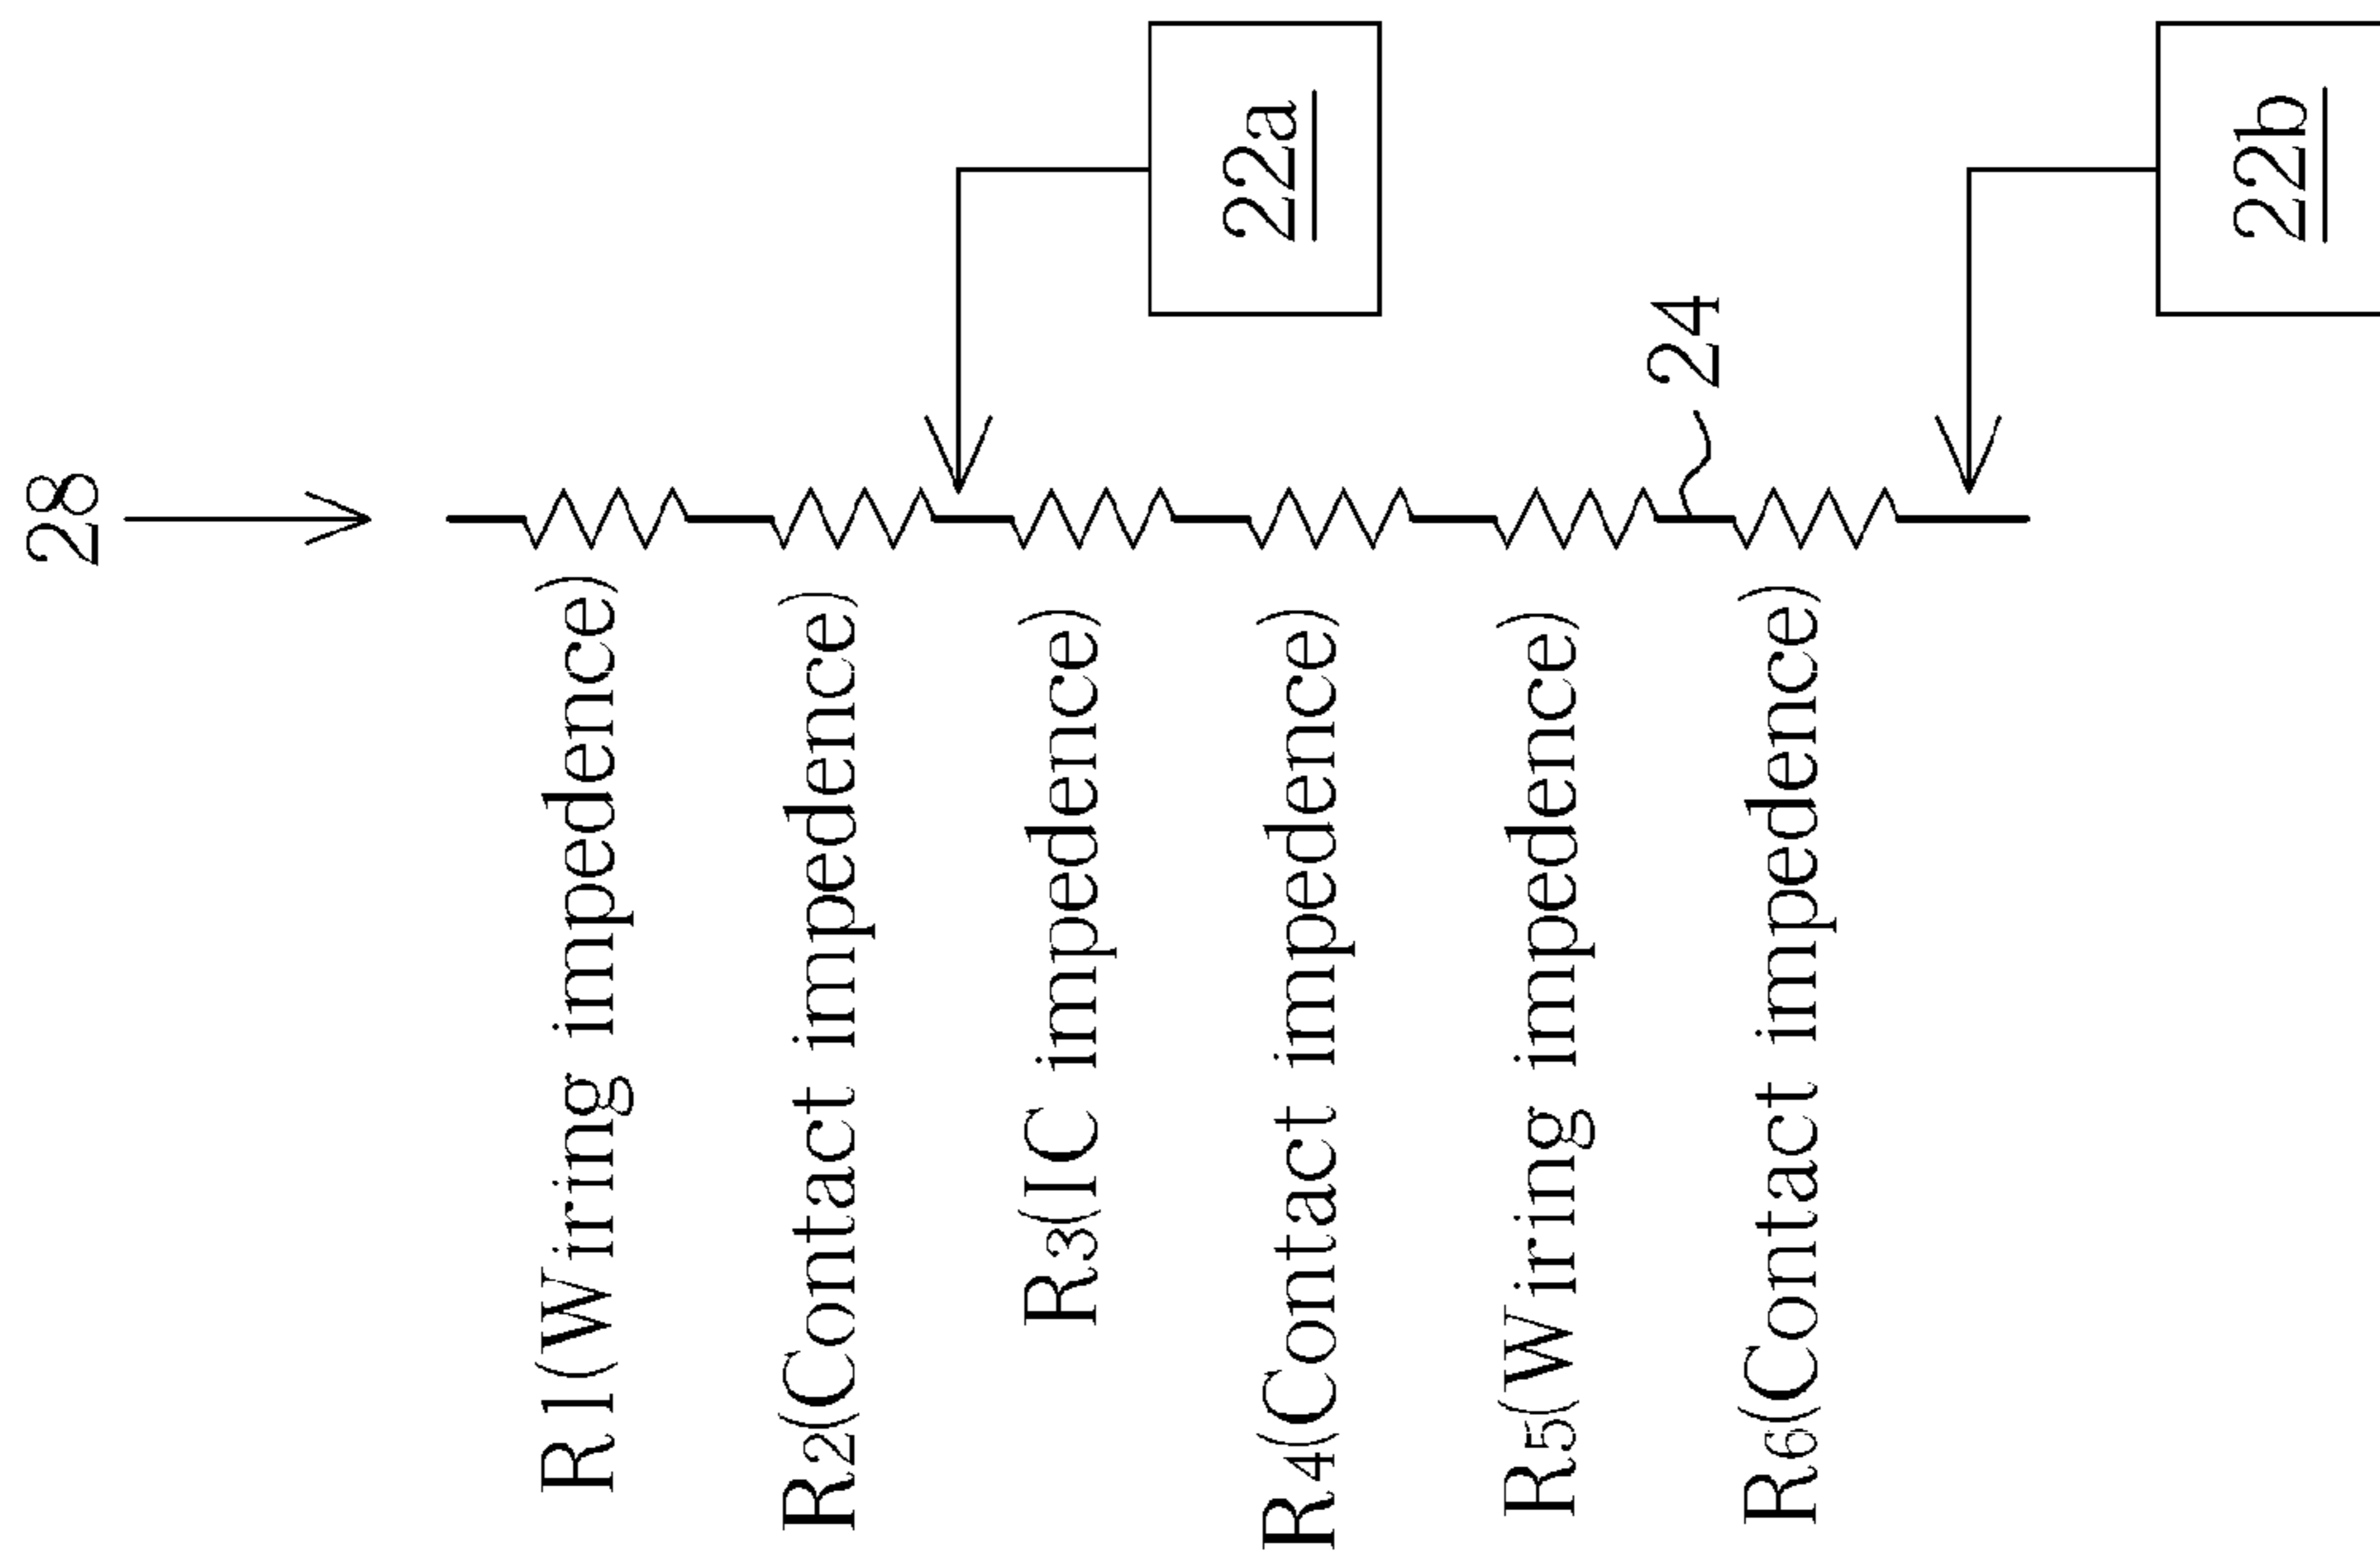 28
R1(Wiring impedence)
R2(Contact impedence)
22a
R3(IC impedence)
R4(Contact impedence)
R5(Wiring impedence)
24
R6(Contact impedence)
22b